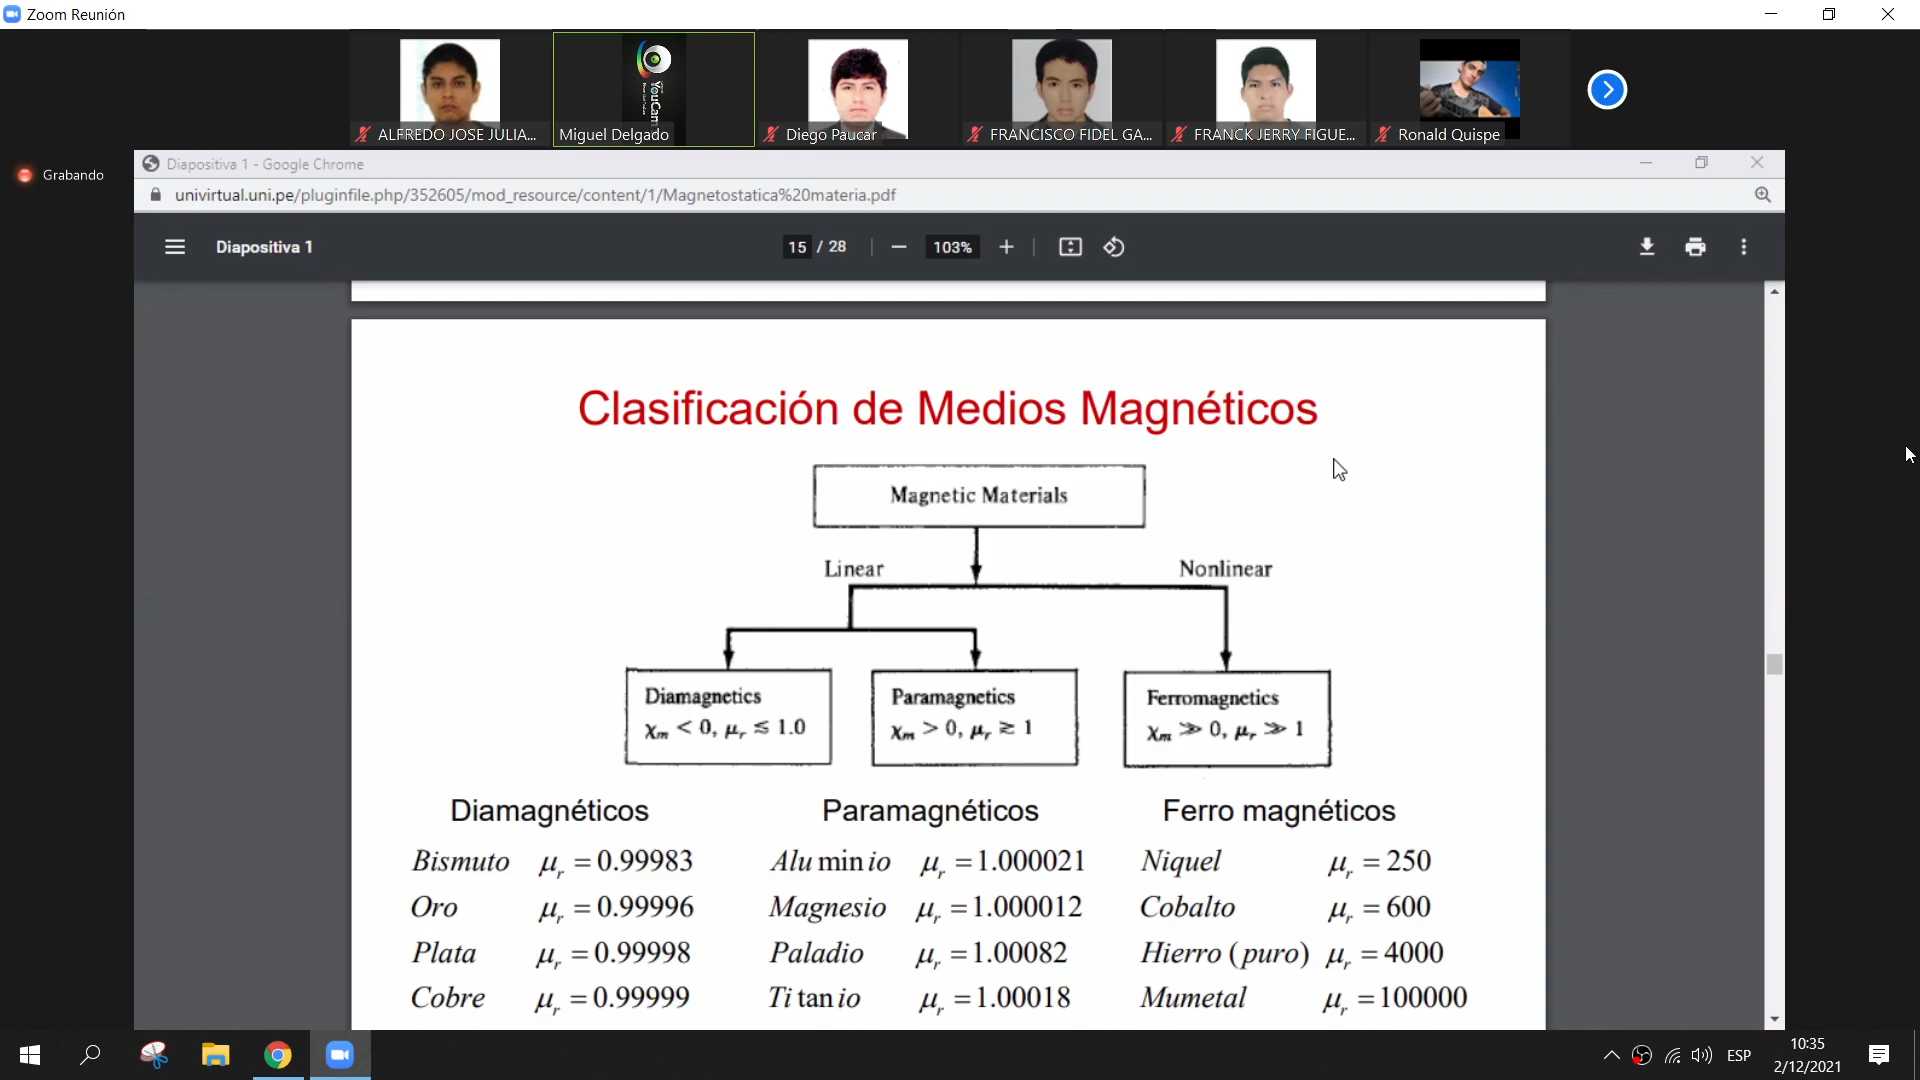 Zoom Reunión
YouCam
ALFREDO JOSE JULIA...
Miguel Delgado
Diego Paucar
FRANCISCO FIDEL GA...
FRANCK JERRY FIGUE...
Ronald Quispe
Grabando
Diapositiva 1 - Google Chrome
univirtual.uni.pe/pluginfile.php/352605/mod_resource/content/1/Magnetostatica%20materia.pdf
Diapositiva 1
15 / 28
103%
Clasificación de Medios Magnéticos
Magnetic Materials
Linear
Nonlinear
Diamagnetics
χm < 0, μr ≲ 1.0
Paramagnetics
χm > 0, μr ≳ 1
Ferromagnetics
χm ≫ 0, μr ≫ 1
Diamagnéticos Paramagnéticos Ferro magnéticos
Bismuto μr = 0.99983 Alu min io μr = 1.000021 Niquel μr = 250
Oro μr = 0.99996 Magnesio μr = 1.000012 Cobalto μr = 600
Plata μr = 0.99998 Paladio μr = 1.00082 Hierro (puro) μr = 4000
Cobre μr = 0.99999 Ti tan io μr = 1.00018 Mumetal μr = 100000
ESP
10:35
2/12/2021